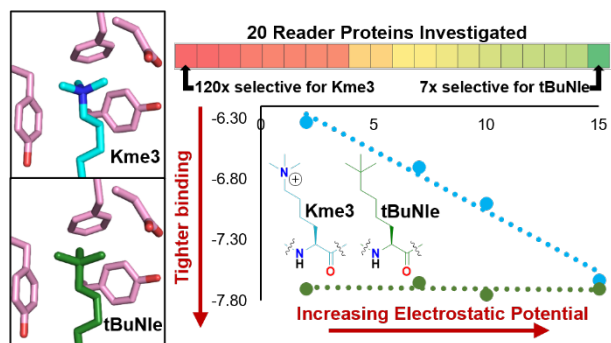 20 Reader Proteins Investigated
120x selective for Kme3
7x selective for tBuNle
Kme3
tBuNle
Tighter binding
-6.30
-6.80
-7.30
-7.80
0
5
10
15
N
+
Kme3
tBuNle
N
H
O
N
H
O
Increasing Electrostatic Potential